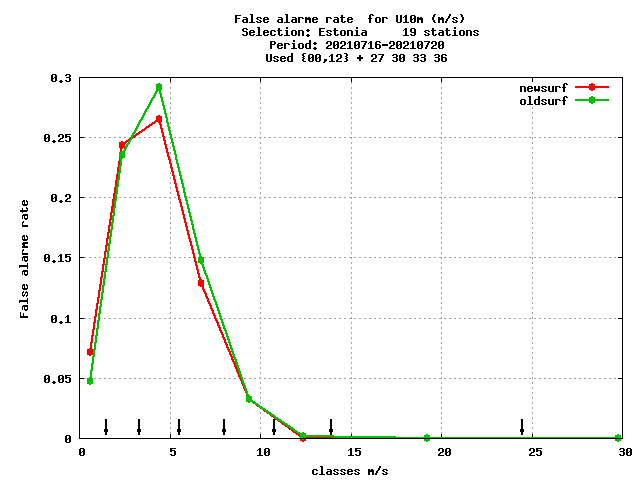 False alarme rate  for U10m (m/s)
Selection: Estonia     19 stations
Period: 20210716-20210720
Used {00,12} + 27 30 33 36
newsurf
oldsurf
0.3
0.25
0.2
0.15
0.1
0.05
0
False alarme rate
0 5 10 15 20 25 30
classes m/s